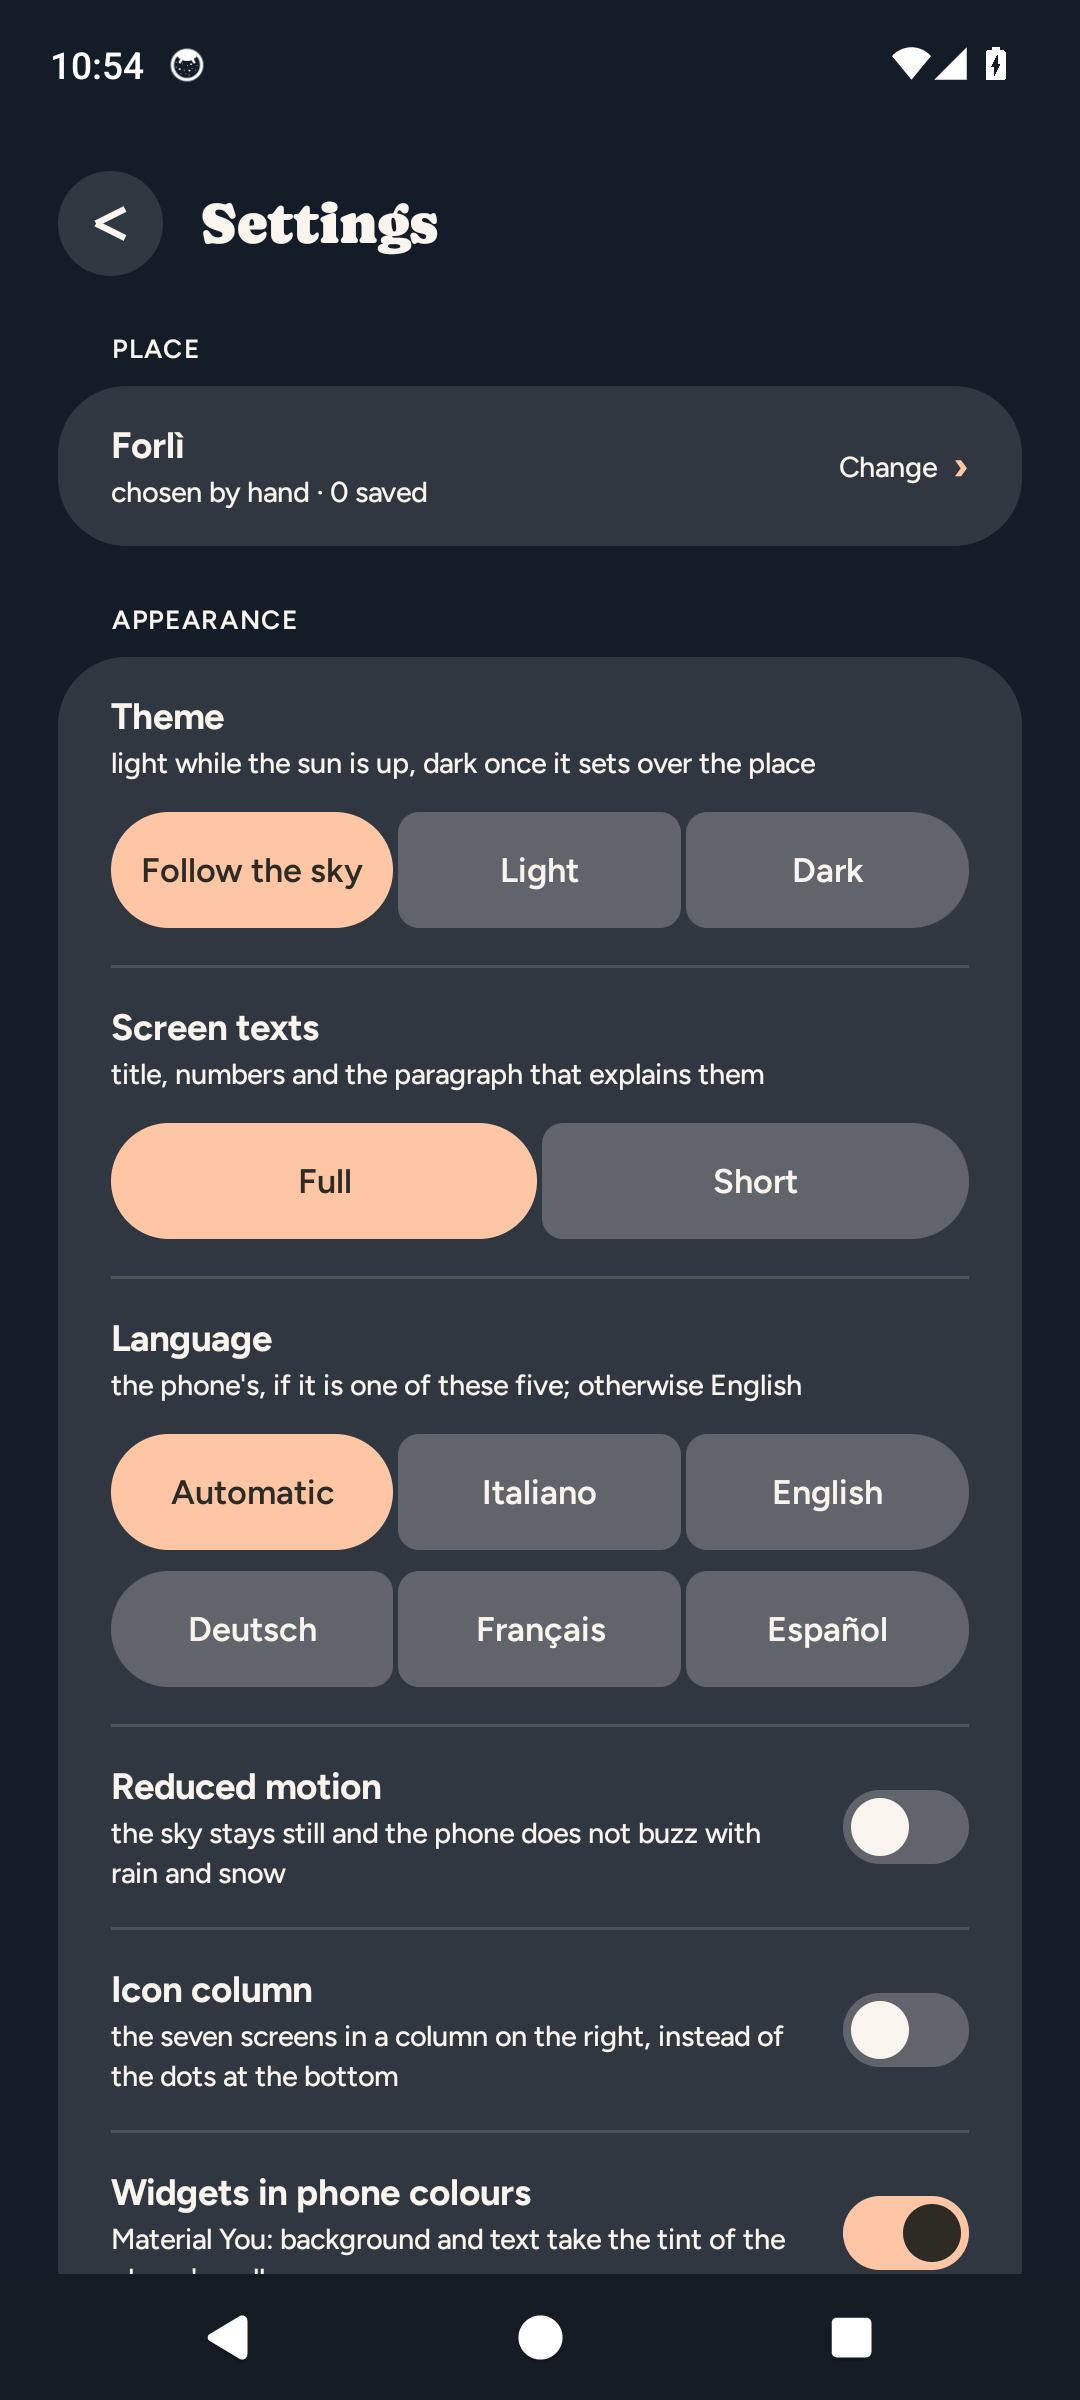 10:54
Settings
PLACE
Forlì
chosen by hand · 0 saved
Change ›
APPEARANCE
Theme
light while the sun is up, dark once it sets over the place
Follow the sky
Light
Dark
Screen texts
title, numbers and the paragraph that explains them
Full
Short
Language
the phone's, if it is one of these five; otherwise English
Automatic
Italiano
English
Deutsch
Français
Español
Reduced motion
the sky stays still and the phone does not buzz with
rain and snow
Icon column
the seven screens in a column on the right, instead of
the dots at the bottom
Widgets in phone colours
Material You: background and text take the tint of the